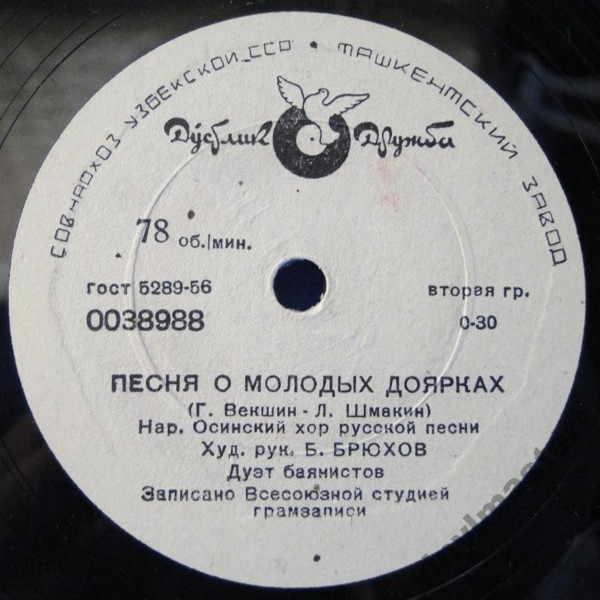 СОВНАРХОЗ УЗБЕКСКОЙ ССР • ТАШКЕНТСКИЙ ЗАВОД
Дӯстлик Дружба
78 об./мин.
гост 5289-56 вторая гр.
0038988 0-30
ПЕСНЯ О МОЛОДЫХ ДОЯРКАХ
(Г. Векшин - Л. Шмакин)
Нар. Осинский хор русской песни
Худ. рук. Б. БРЮХОВ
Дуэт баянистов
Записано Всесоюзной студией
грамзаписи